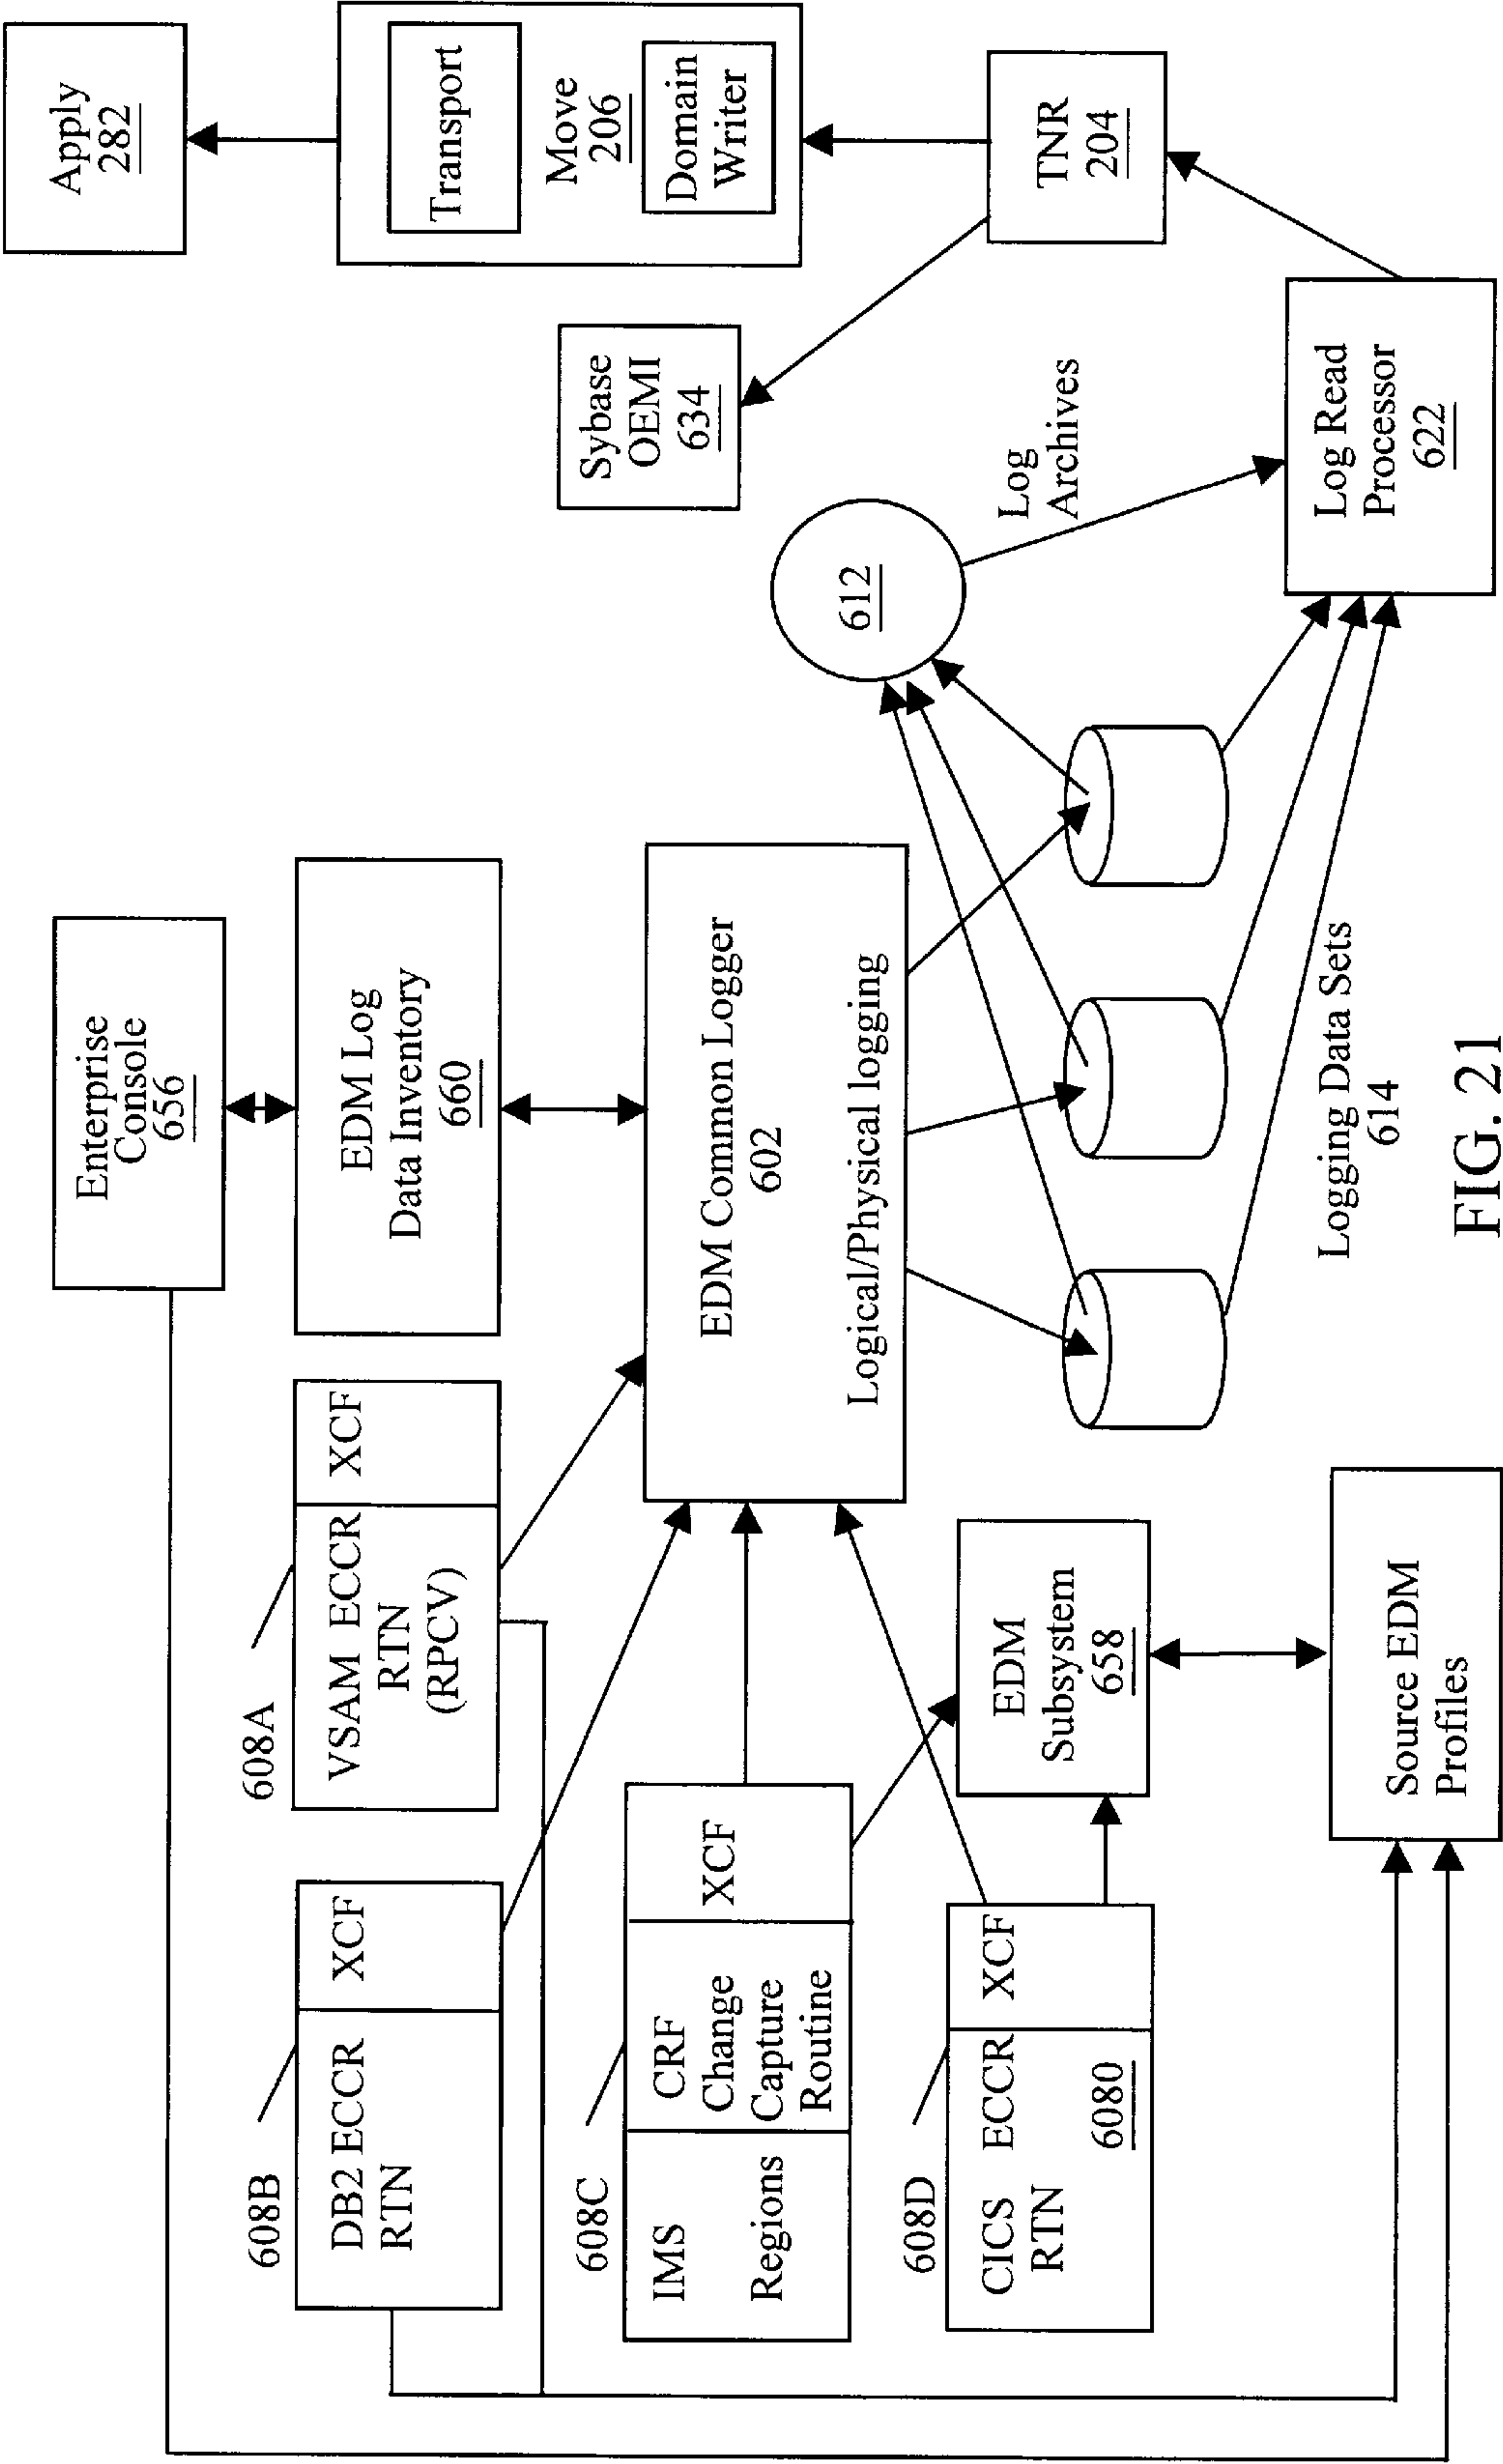 Enterprise
Console
656
Apply
282
608B
DB2 ECCR
RTN
XCF
608A
VSAM ECCR
RTN
(RPCV)
XCF
EDM Log
Data Inventory
660
Transport
Move
206
Domain
Writer
Sybase
OEMI
634
608C
IMS
Regions
CRF
Change
Capture
Routine
XCF
EDM Common Logger
602
Logical/Physical logging
612
608D
CICS ECCR
RTN 6080
XCF
EDM
Subsystem
658
Log
Archives
TNR
204
Source EDM
Profiles
Logging Data Sets
614
Log Read
Processor
622
FIG. 21